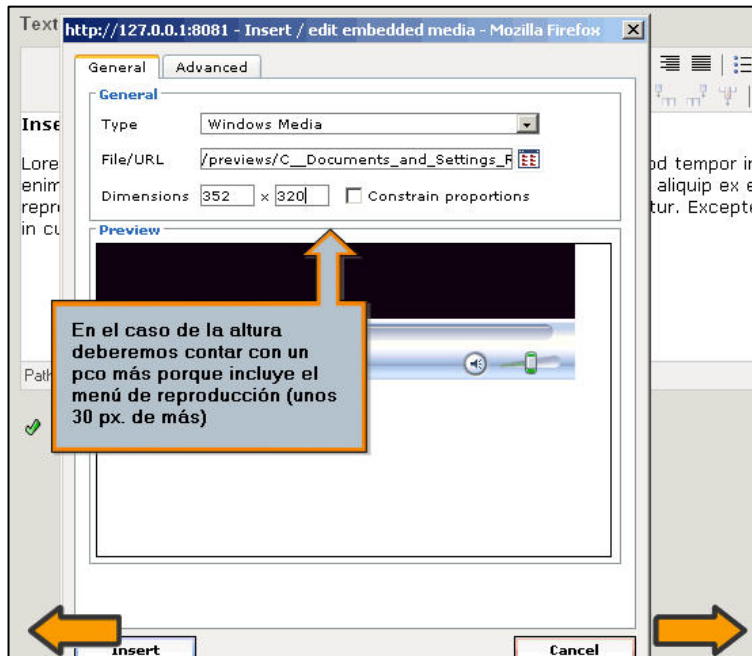 Text
http://127.0.0.1:8081 - Insert / edit embedded media - Mozilla Firefox
General Advanced
General
Type Windows Media
File/URL /previews/C__Documents_and_Settings_R
Dimensions 352 x 320 Constrain proportions
Preview
Inse
Lore od tempor in
enim aliquip ex e
repre tur. Excepte
in cu
En el caso de la altura
deberemos contar con un
pco más porque incluye el
menú de reproducción (unos
30 px. de más)
Path
Insert Cancel